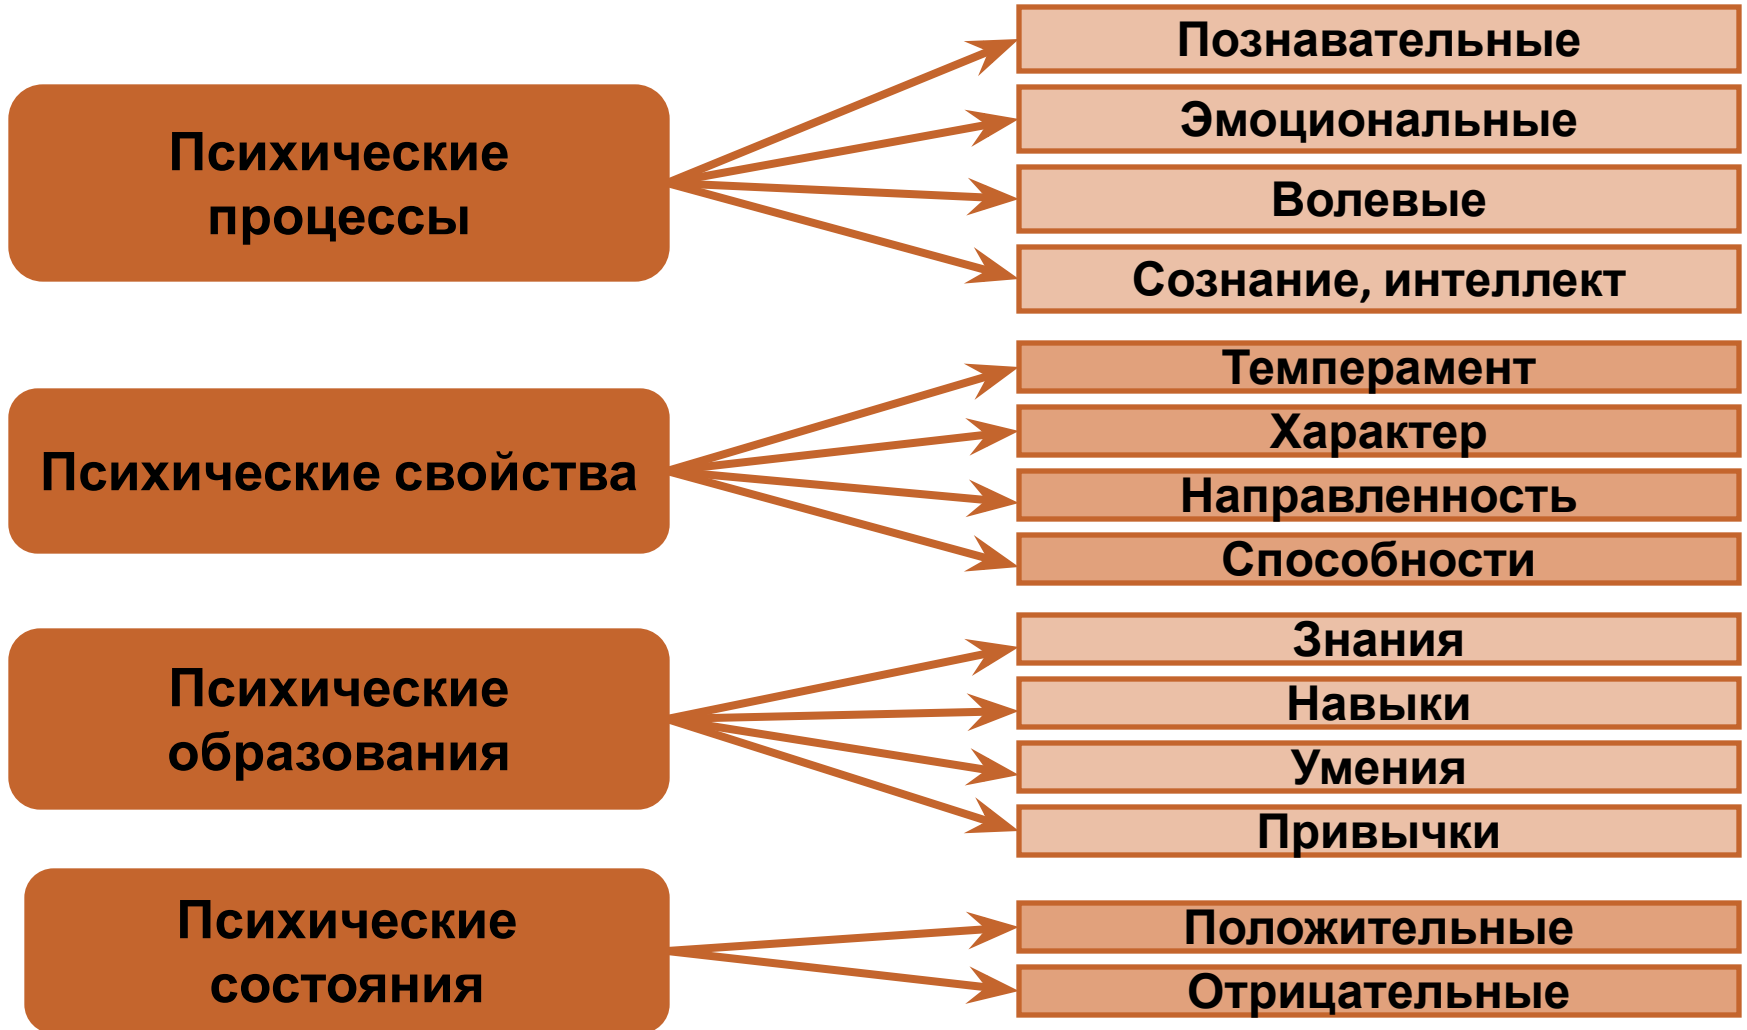 Психические
процессы
Познавательные
Эмоциональные
Волевые
Сознание, интеллект
Психические свойства
Темперамент
Характер
Направленность
Способности
Психические
образования
Знания
Навыки
Умения
Привычки
Психические
состояния
Положительные
Отрицательные